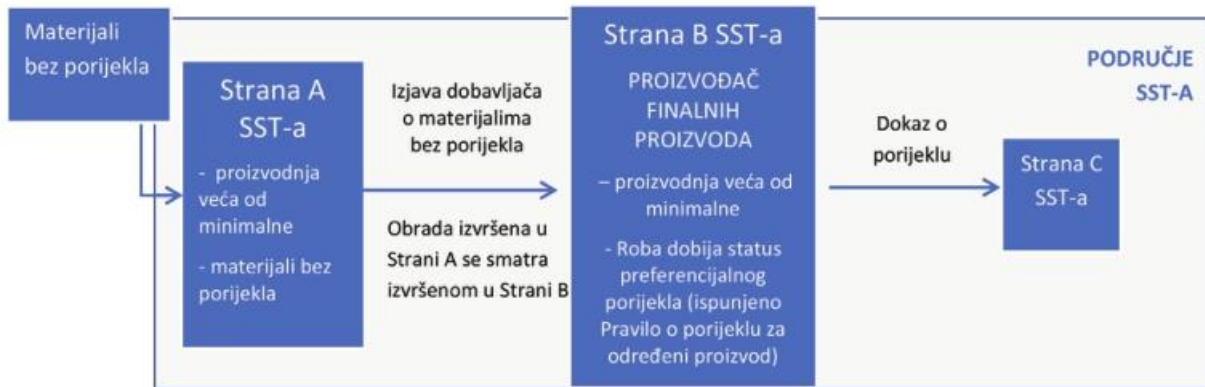 Materijali
bez porijekla
Strana A
SST-a
- proizvodnja
veća od
minimalne
- materijali bez
porijekla
Izjava dobavljača
o materijalima
bez porijekla
Obrada izvršena u
Strani A se smatra
izvršenom u Strani B
Strana B SST-a
PROIZVOĐAČ
FINALNIH
PROIZVODA
– proizvodnja veća od
minimalne
- Roba dobija status
preferencijalnog
porijekla (ispunjeno
Pravilo o porijeklu za
određeni proizvod)
Dokaz o
porijeklu
PODRUČJE
SST-A
Strana C
SST-a